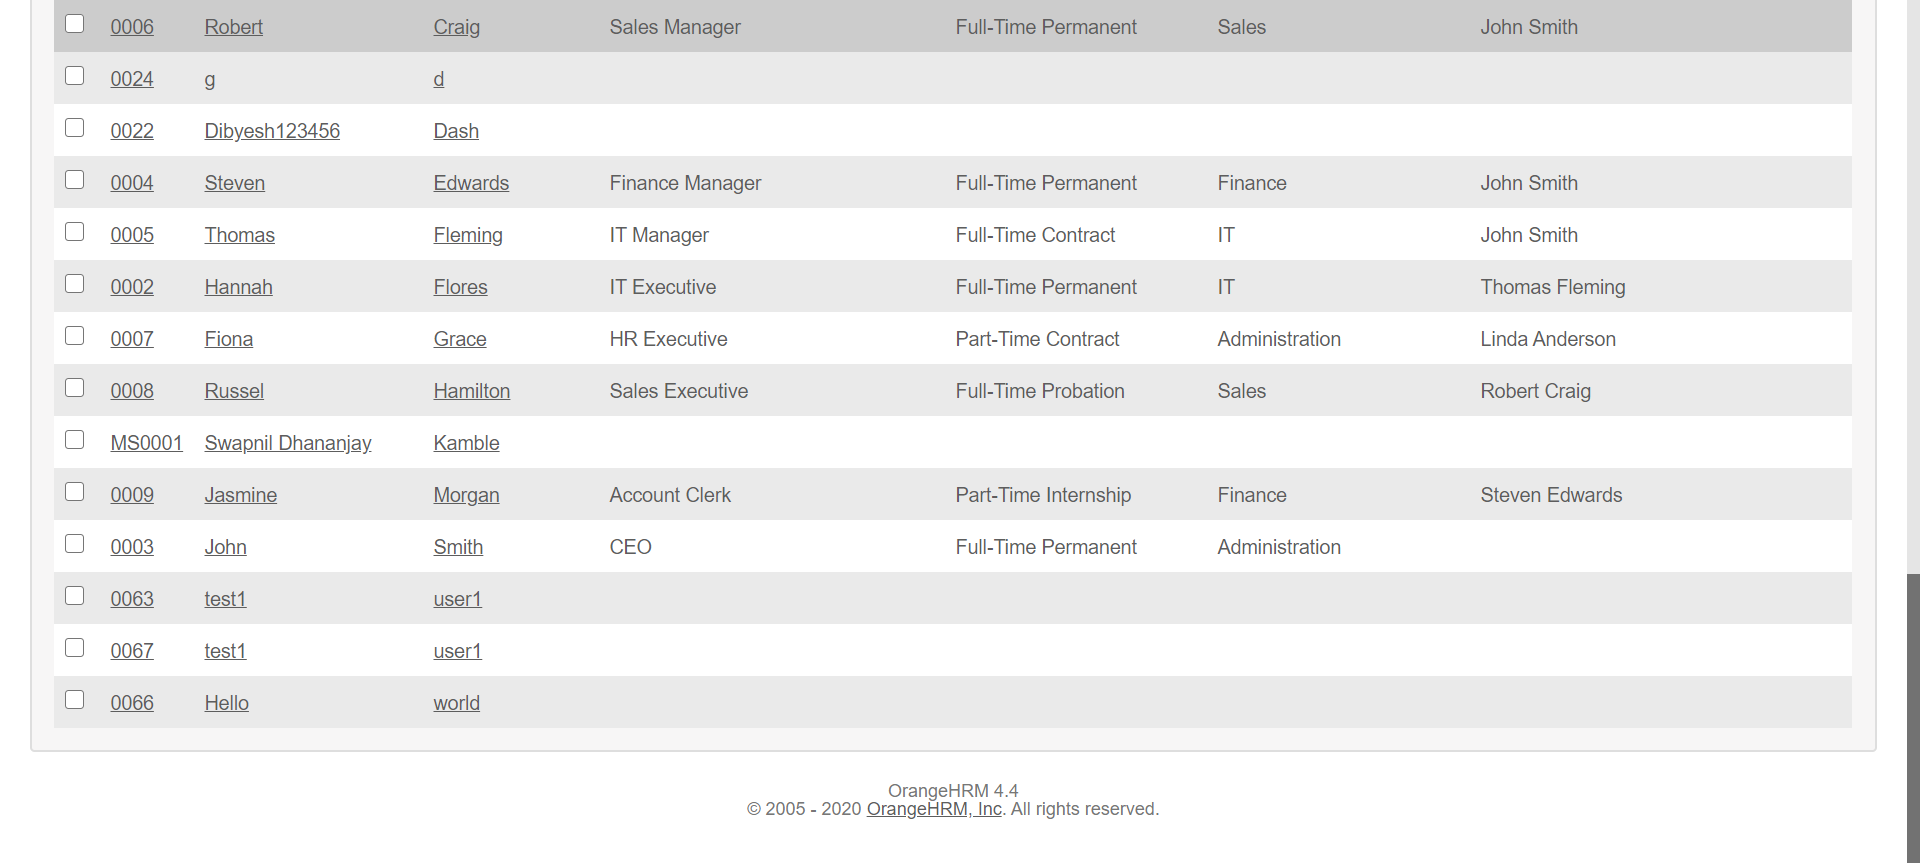 0006 Robert Craig Sales Manager Full-Time Permanent Sales John Smith
0024 g d
0022 Dibyesh123456 Dash
0004 Steven Edwards Finance Manager Full-Time Permanent Finance John Smith
0005 Thomas Fleming IT Manager Full-Time Contract IT John Smith
0002 Hannah Flores IT Executive Full-Time Permanent IT Thomas Fleming
0007 Fiona Grace HR Executive Part-Time Contract Administration Linda Anderson
0008 Russel Hamilton Sales Executive Full-Time Probation Sales Robert Craig
MS0001 Swapnil Dhananjay Kamble
0009 Jasmine Morgan Account Clerk Part-Time Internship Finance Steven Edwards
0003 John Smith CEO Full-Time Permanent Administration
0063 test1 user1
0067 test1 user1
0066 Hello world
OrangeHRM 4.4
© 2005 - 2020 OrangeHRM, Inc. All rights reserved.